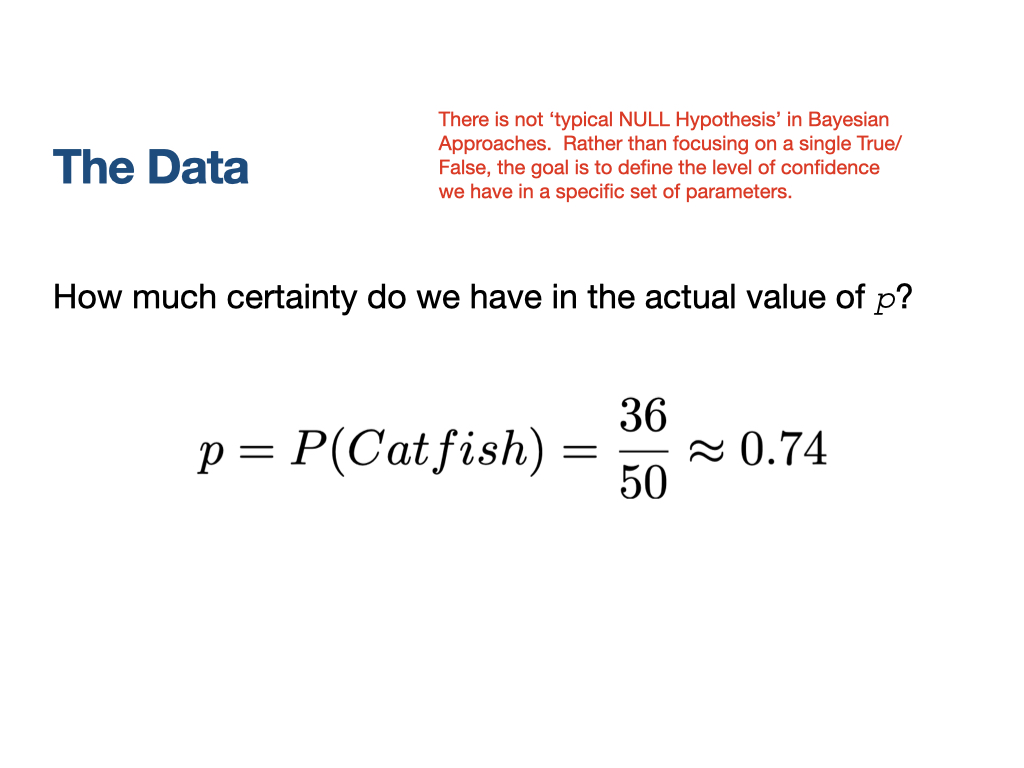 The Data
There is not ‘typical NULL Hypothesis’ in Bayesian
Approaches.  Rather than focusing on a single True/
False, the goal is to define the level of confidence
we have in a specific set of parameters.
How much certainty do we have in the actual value of p?
p = P(Catfish) = 36/50 ≈ 0.74